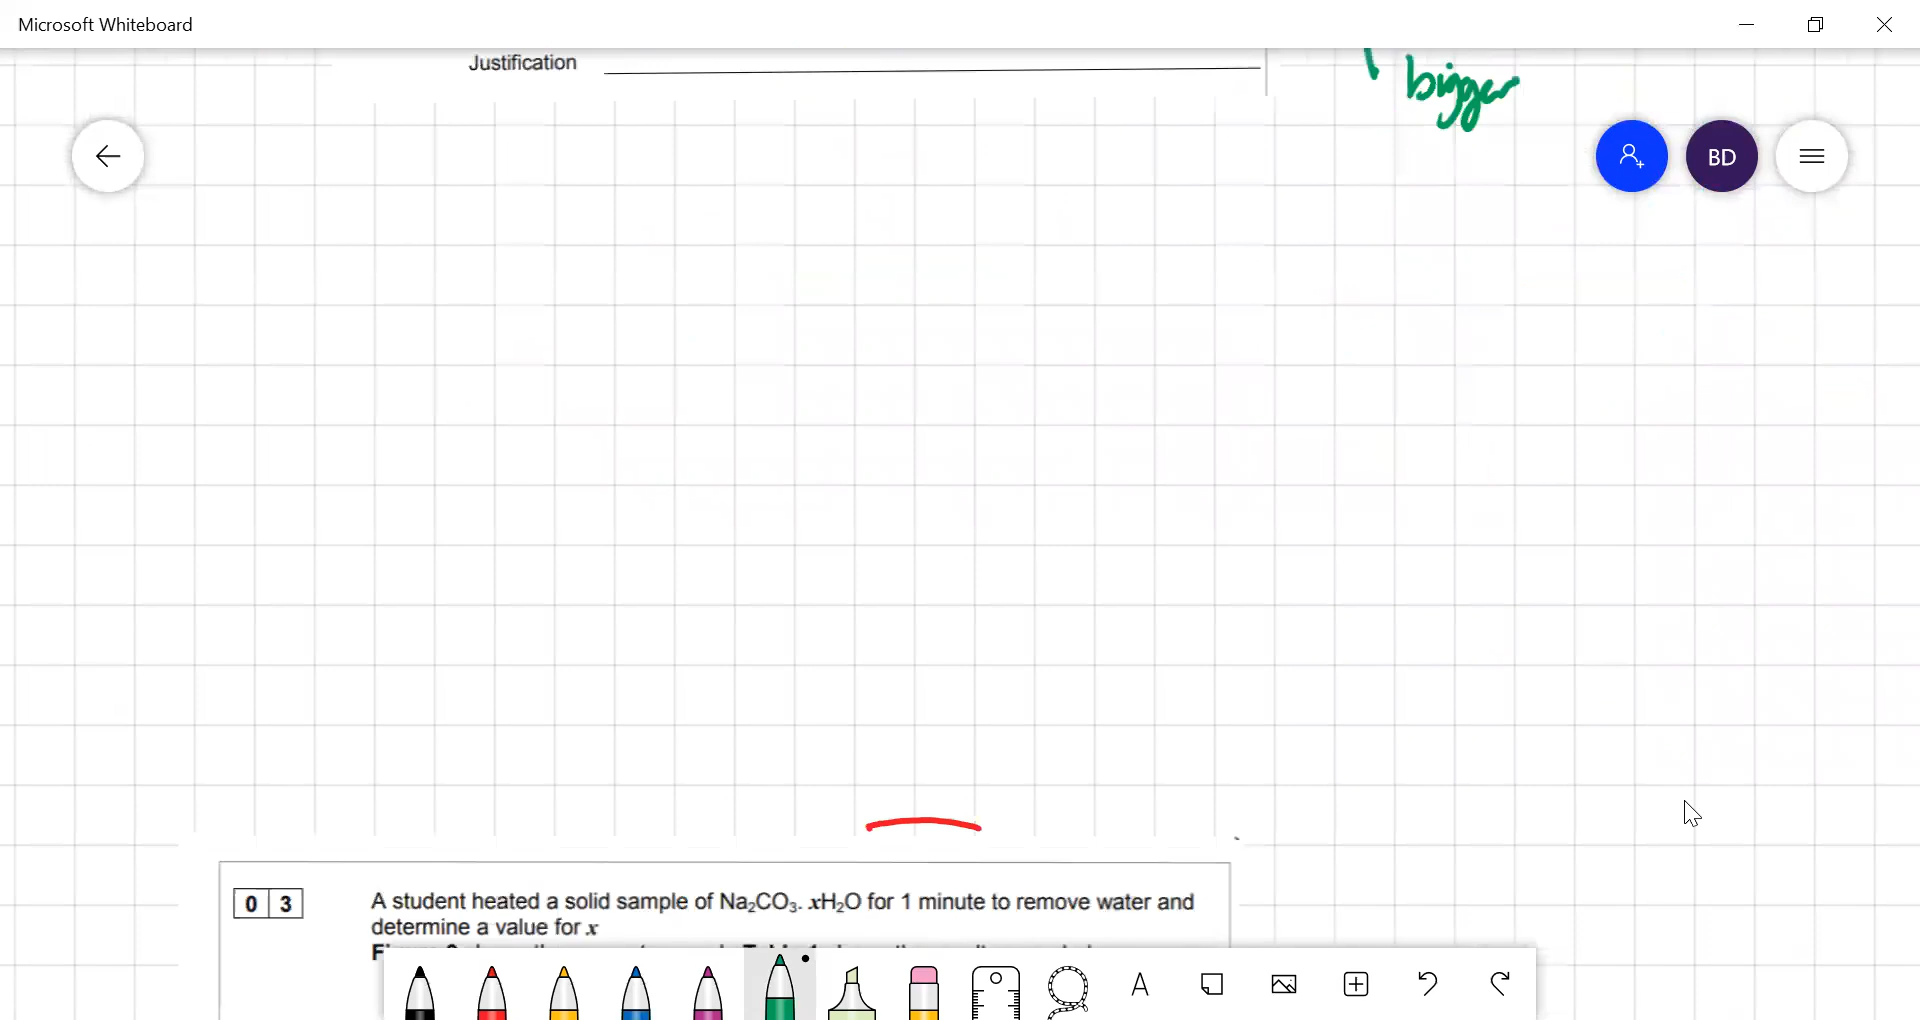 Microsoft Whiteboard
Justification
bigger
BD
0 3
A student heated a solid sample of Na₂CO₃. xH₂O for 1 minute to remove water and
determine a value for x
A